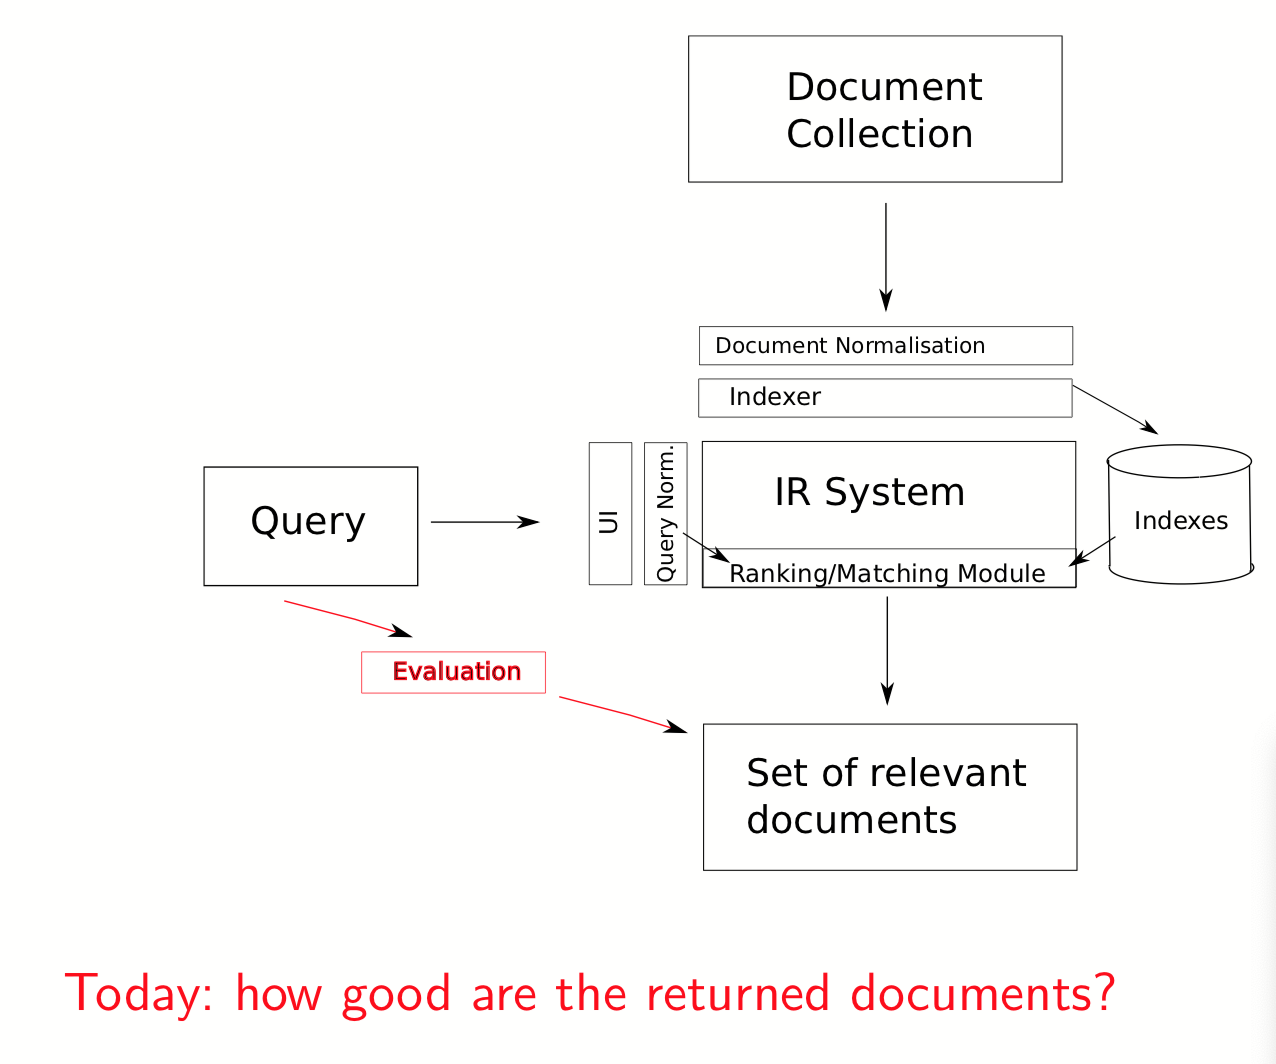 Document
Collection
Document Normalisation
Indexer
Query
UI
Query Norm.
IR System
Ranking/Matching Module
Indexes
Evaluation
Set of relevant
documents
Today: how good are the returned documents?